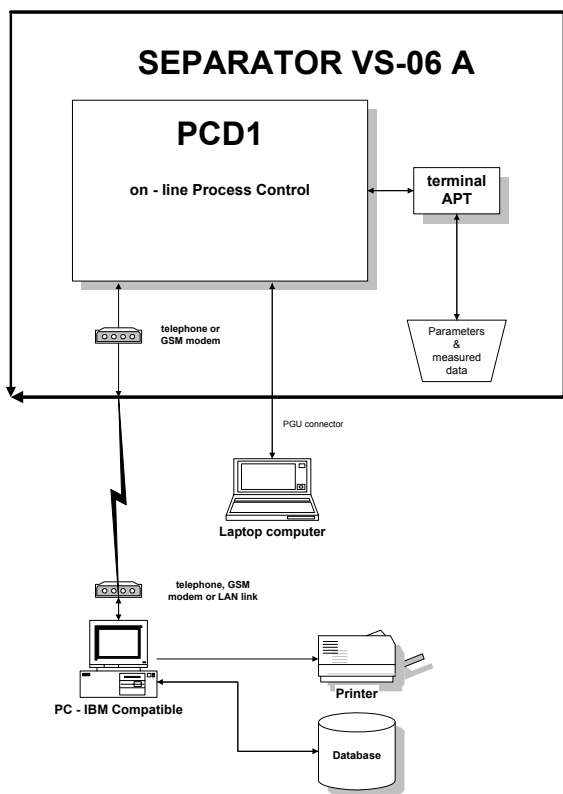 SEPARATOR VS-06 A
PCD1
on - line Process Control
terminal
APT
telephone or
GSM modem
Parameters
&
measured
data
PGU connector
Laptop computer
telephone, GSM
modem or LAN link
PC - IBM Compatible
Printer
Database